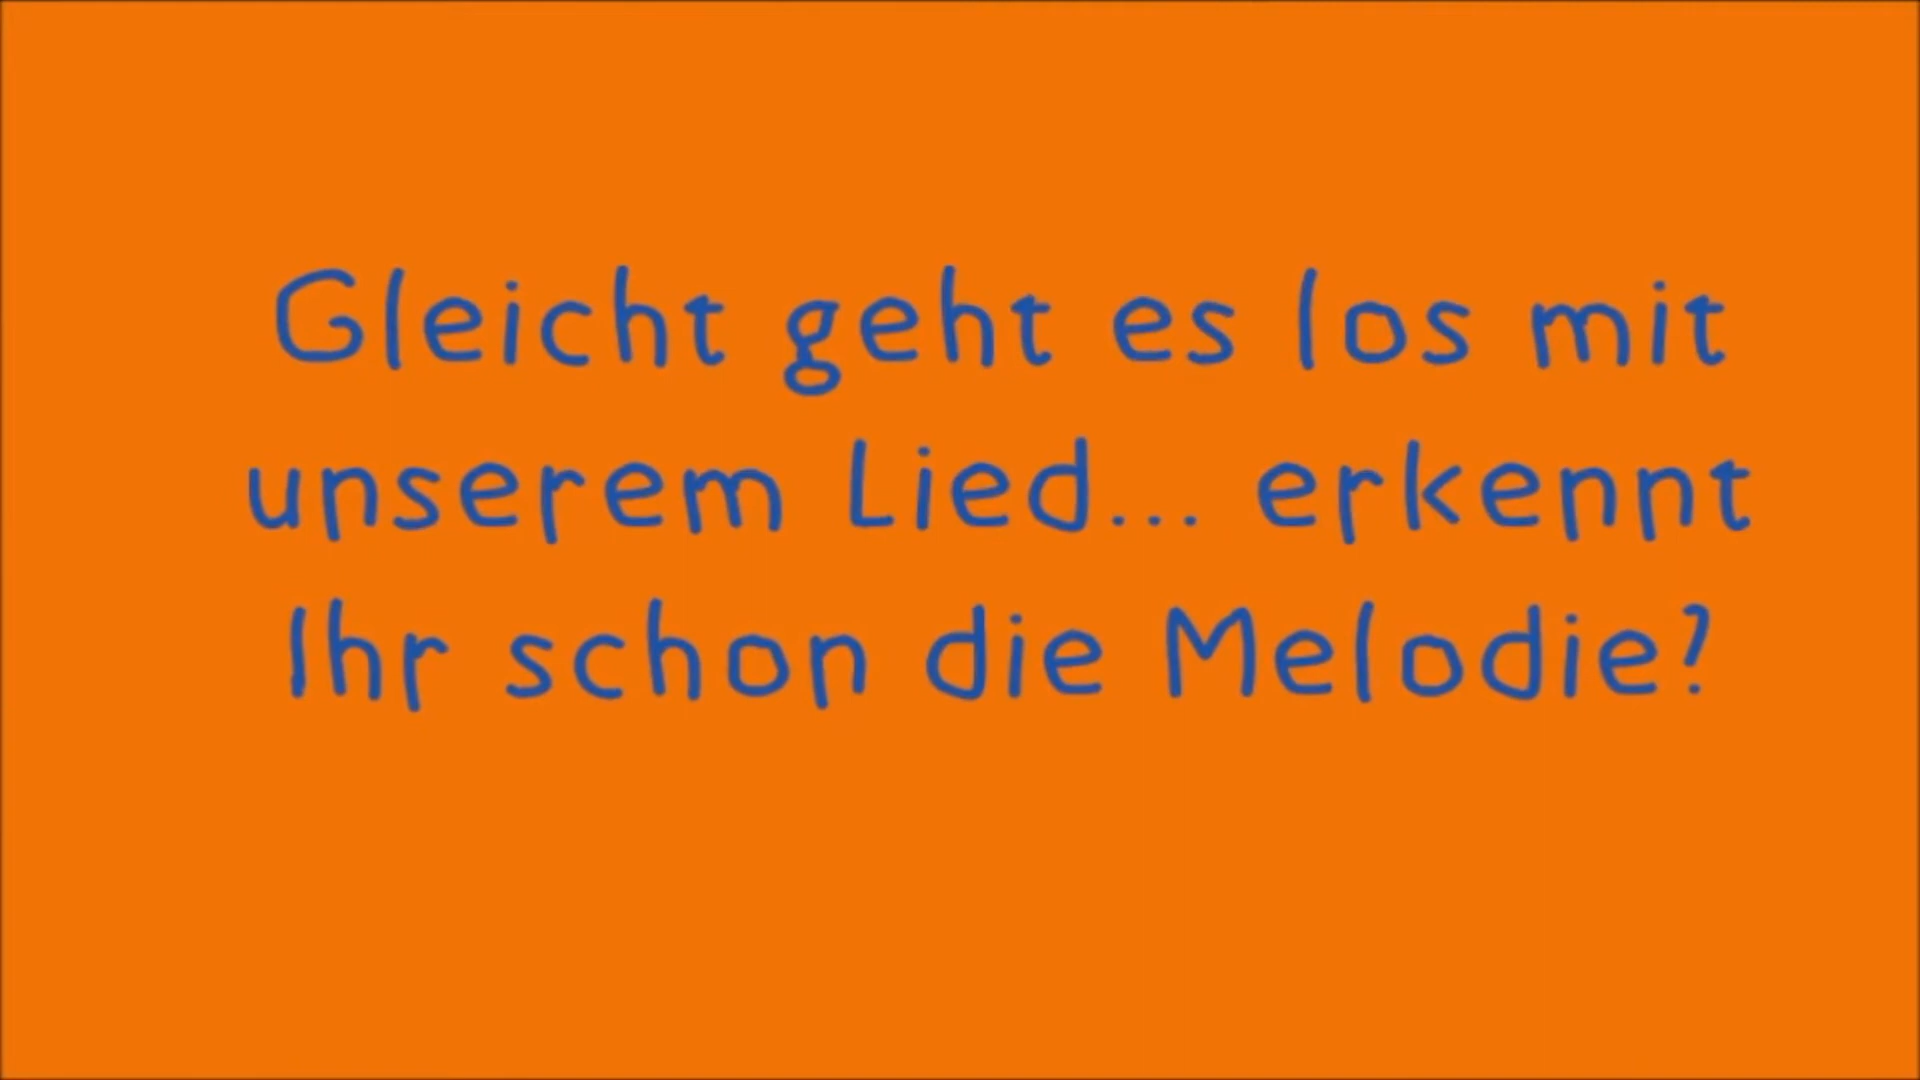 Gleicht geht es los mit
unserem Lied... erkennt
Ihr schon die Melodie?